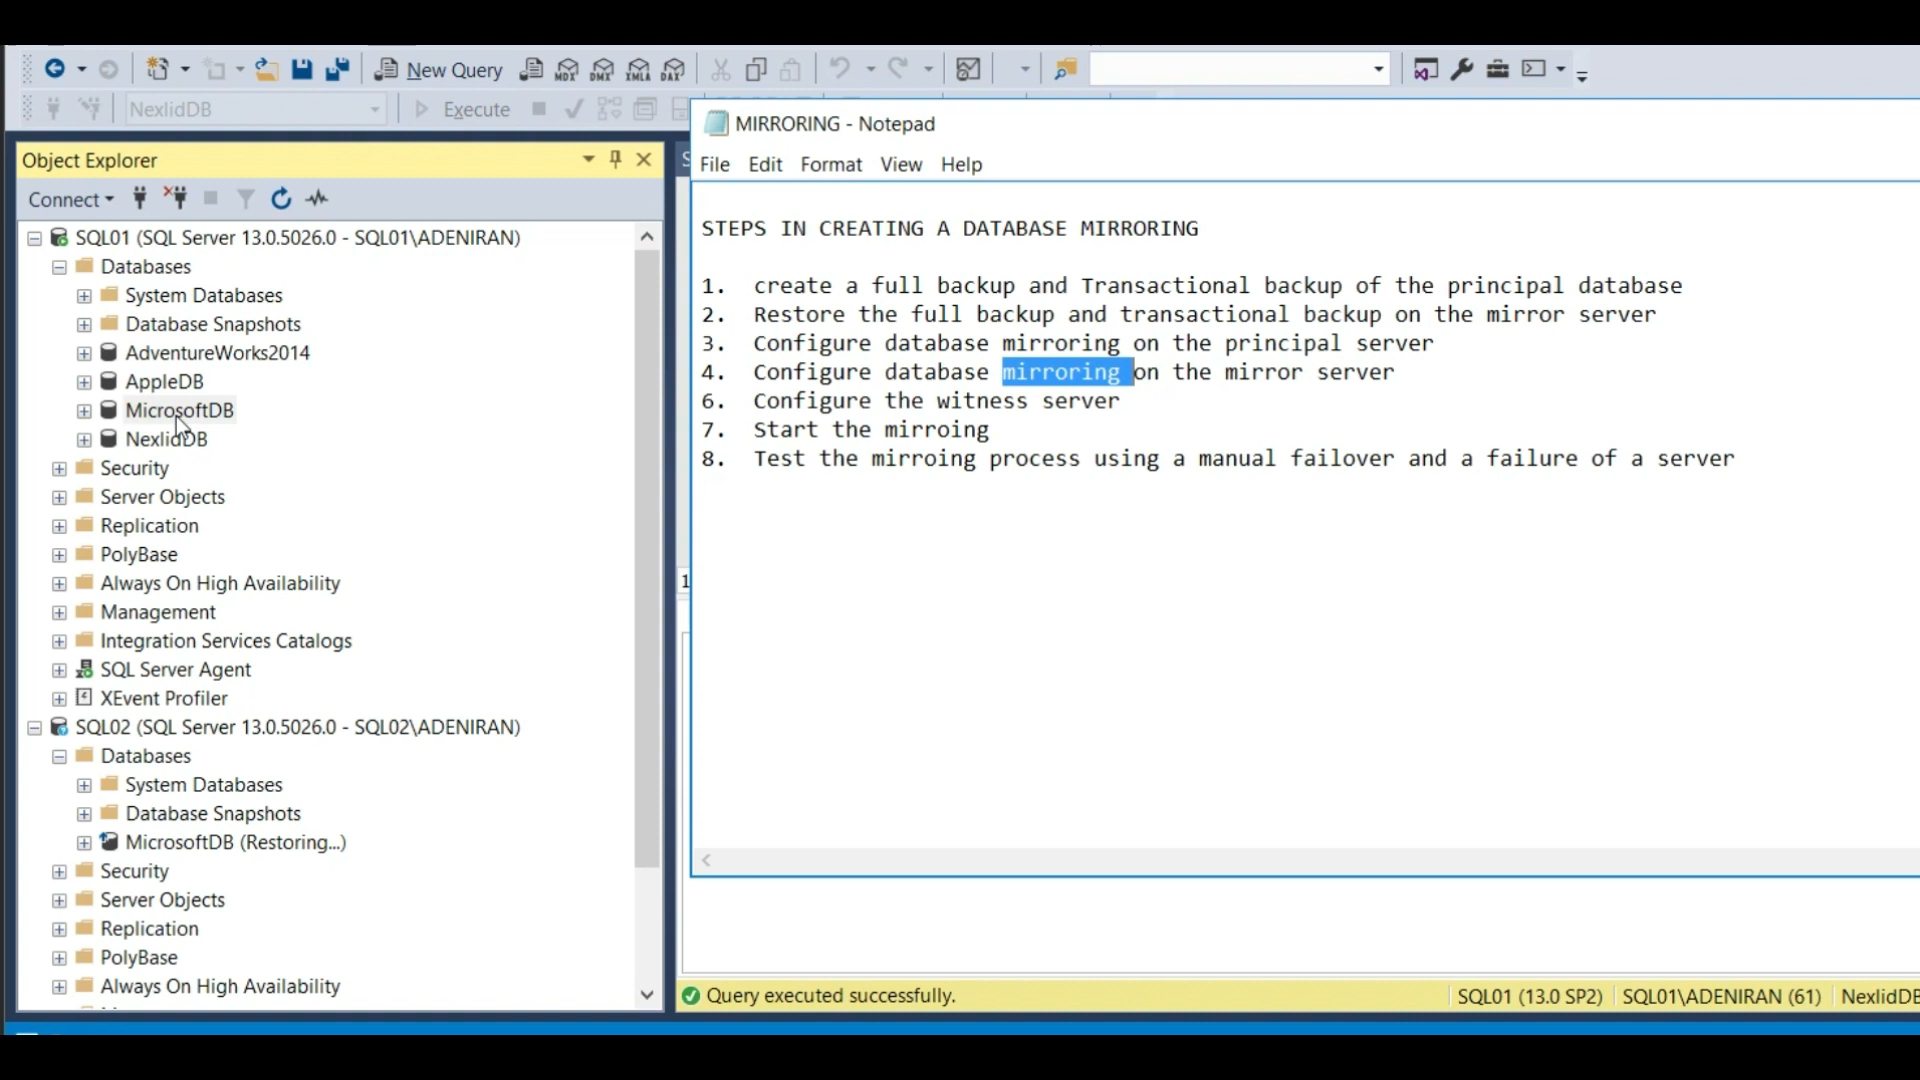 New Query
MDX
DMX
XMLA
DAX
NexlidDB
Execute
MIRRORING - Notepad
File Edit Format View Help
Object Explorer
Connect
SQL01 (SQL Server 13.0.5026.0 - SQL01\ADENIRAN)
Databases
System Databases
Database Snapshots
AdventureWorks2014
AppleDB
MicrosoftDB
NexlidDB
Security
Server Objects
Replication
PolyBase
Always On High Availability
Management
Integration Services Catalogs
SQL Server Agent
XEvent Profiler
SQL02 (SQL Server 13.0.5026.0 - SQL02\ADENIRAN)
Databases
System Databases
Database Snapshots
MicrosoftDB (Restoring...)
Security
Server Objects
Replication
PolyBase
Always On High Availability
STEPS IN CREATING A DATABASE MIRRORING
1. create a full backup and Transactional backup of the principal database
2. Restore the full backup and transactional backup on the mirror server
3. Configure database mirroring on the principal server
4. Configure database mirroring on the mirror server
6. Configure the witness server
7. Start the mirroing
8. Test the mirroing process using a manual failover and a failure of a server
1
Query executed successfully.
SQL01 (13.0 SP2) SQL01\ADENIRAN (61) NexlidDB